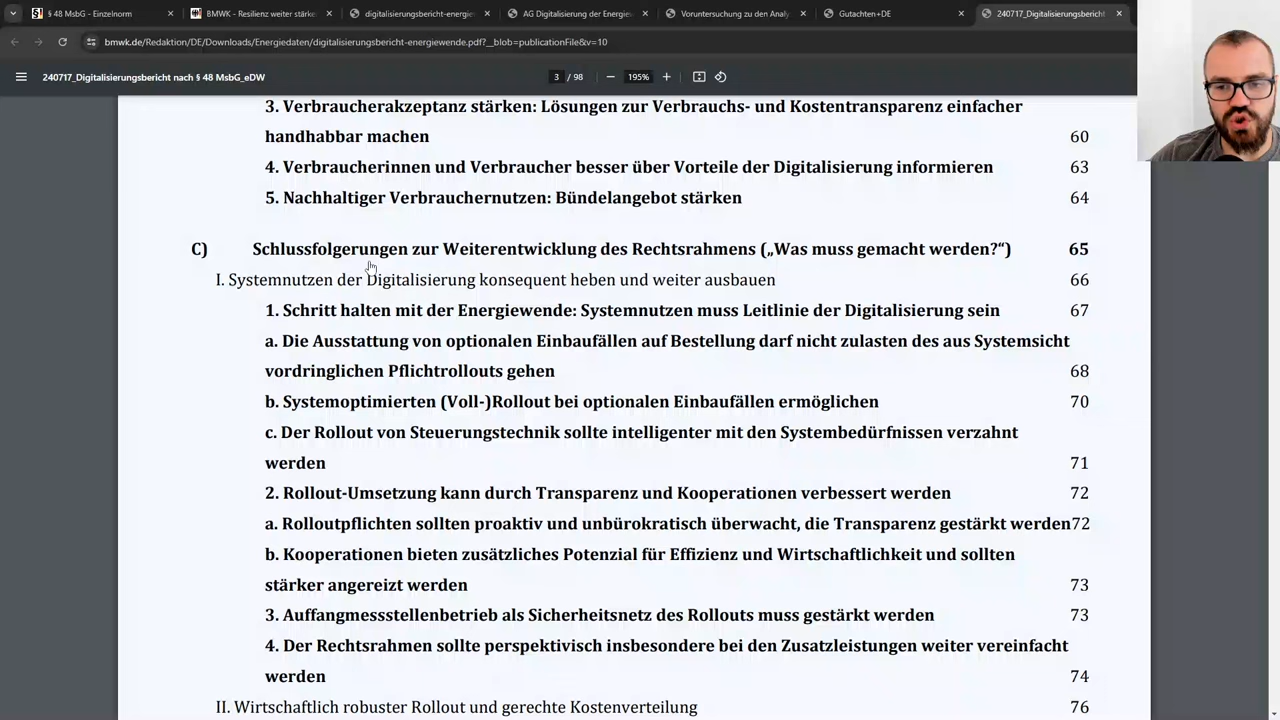 § 48 MsbG - Einzelnorm
BMWK - Resilienz weiter stärke
digitalisierungsbericht-energie
AG Digitalisierung der Energie
Voruntersuchung zu den Analy
Gutachten+DE
240717_Digitalisierungsbericht
bmwk.de/Redaktion/DE/Downloads/Energiedaten/digitalisierungsbericht-energiewende.pdf?__blob=publicationFile&v=10
240717_Digitalisierungsbericht nach § 48 MsbG_eDW
3 / 98
195%
3. Verbraucherakzeptanz stärken: Lösungen zur Verbrauchs- und Kostentransparenz einfacher
handhabbar machen 60
4. Verbraucherinnen und Verbraucher besser über Vorteile der Digitalisierung informieren 63
5. Nachhaltiger Verbrauchernutzen: Bündelangebot stärken 64
C) Schlussfolgerungen zur Weiterentwicklung des Rechtsrahmens („Was muss gemacht werden?“) 65
I. Systemnutzen der Digitalisierung konsequent heben und weiter ausbauen 66
1. Schritt halten mit der Energiewende: Systemnutzen muss Leitlinie der Digitalisierung sein 67
a. Die Ausstattung von optionalen Einbaufällen auf Bestellung darf nicht zulasten des aus Systemsicht
vordringlichen Pflichtrollouts gehen 68
b. Systemoptimierten (Voll-)Rollout bei optionalen Einbaufällen ermöglichen 70
c. Der Rollout von Steuerungstechnik sollte intelligenter mit den Systembedürfnissen verzahnt
werden 71
2. Rollout-Umsetzung kann durch Transparenz und Kooperationen verbessert werden 72
a. Rolloutpflichten sollten proaktiv und unbürokratisch überwacht, die Transparenz gestärkt werden72
b. Kooperationen bieten zusätzliches Potenzial für Effizienz und Wirtschaftlichkeit und sollten
stärker angereizt werden 73
3. Auffangmessstellenbetrieb als Sicherheitsnetz des Rollouts muss gestärkt werden 73
4. Der Rechtsrahmen sollte perspektivisch insbesondere bei den Zusatzleistungen weiter vereinfacht
werden 74
II. Wirtschaftlich robuster Rollout und gerechte Kostenverteilung 76